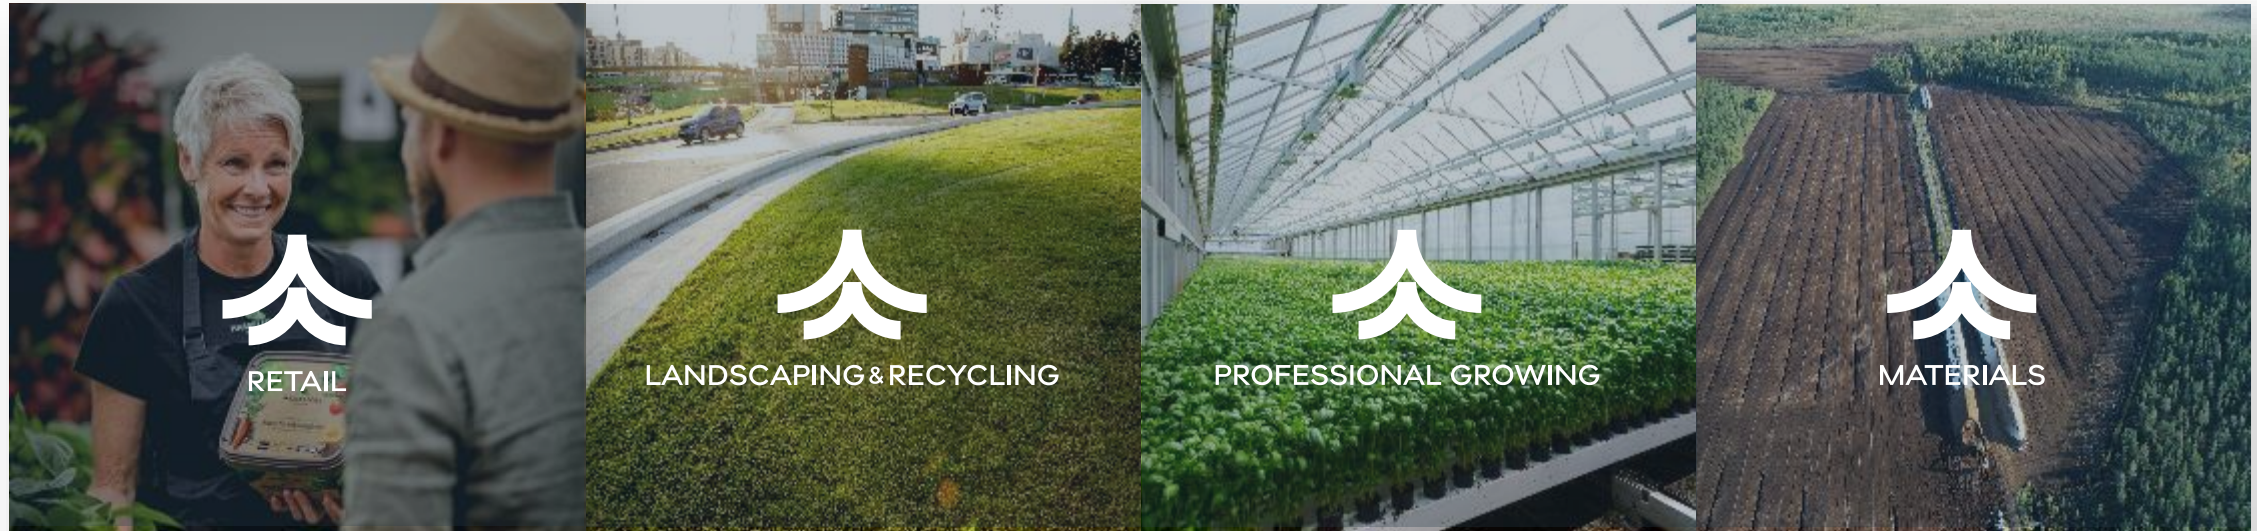 RETAIL
LANDSCAPING & RECYCLING
PROFESSIONAL GROWING
MATERIALS